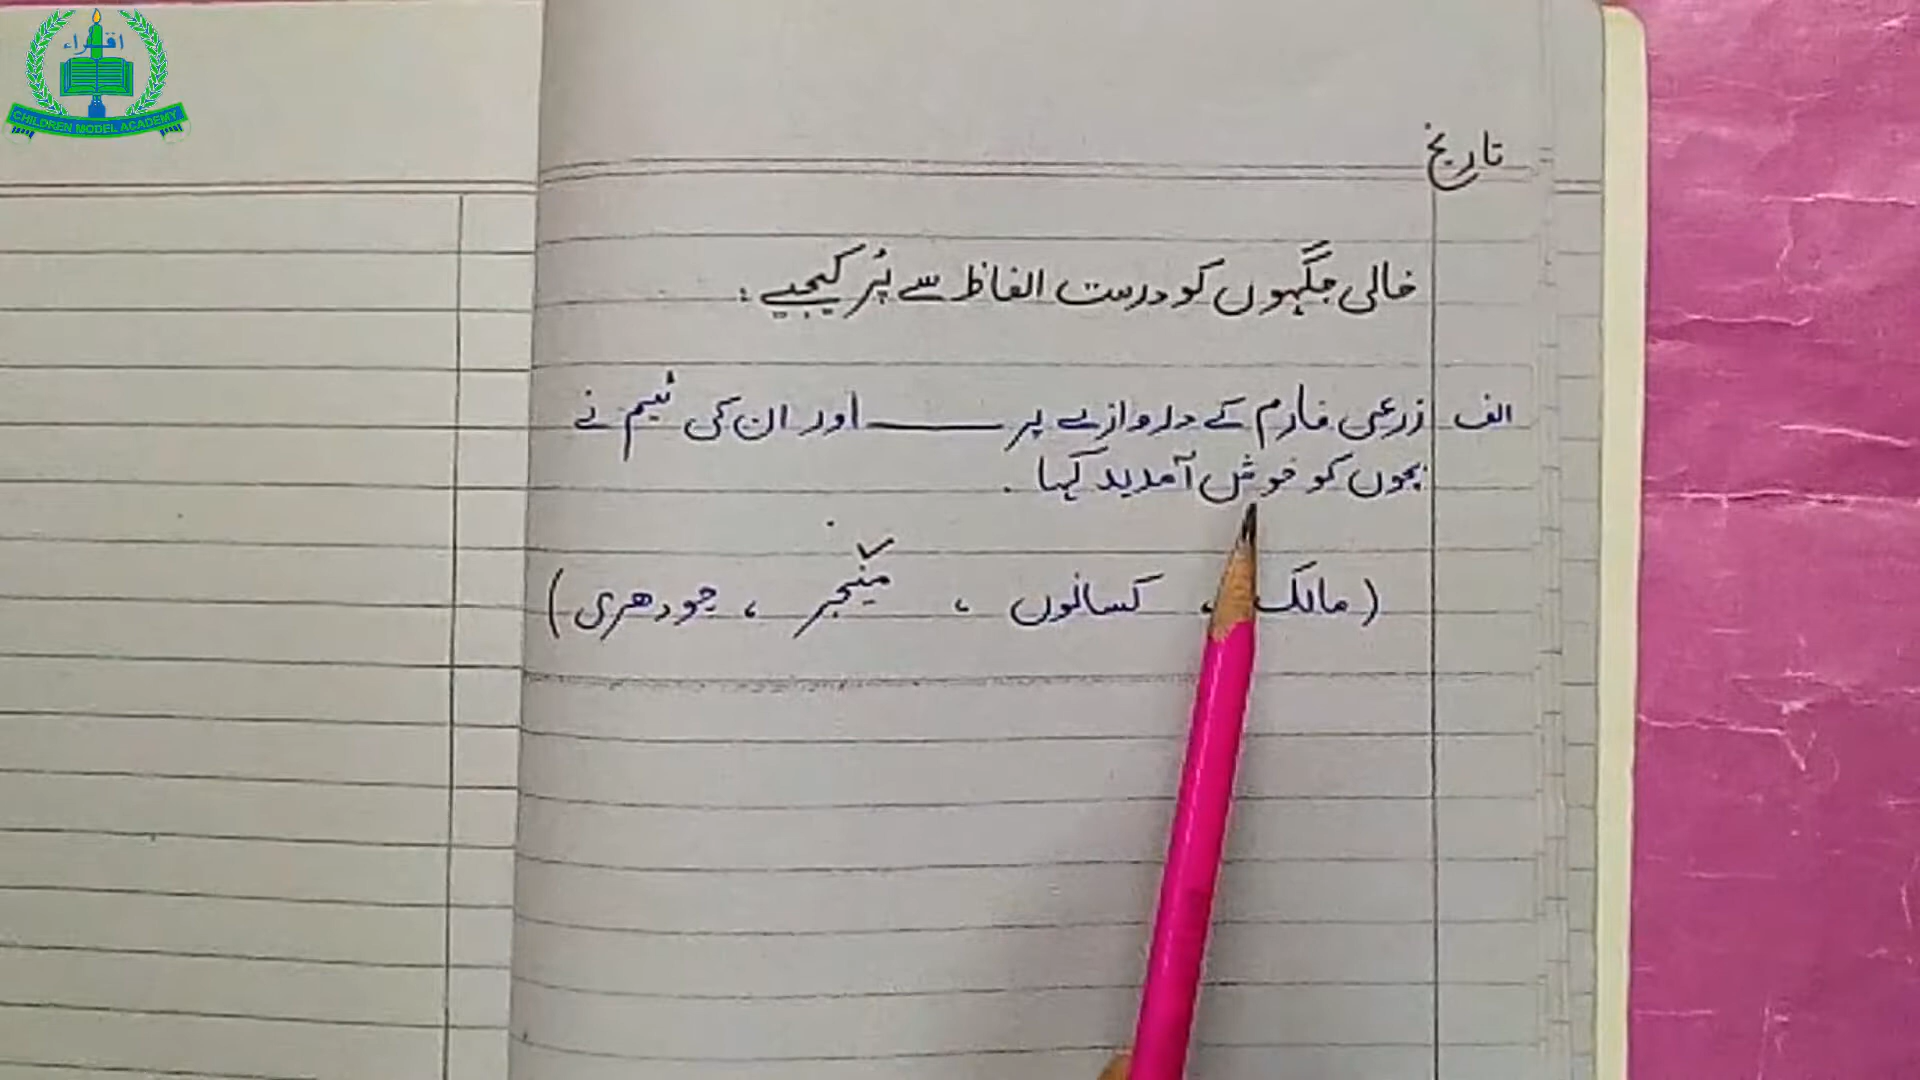 اقراء
CHILDREN MODEL ACADEMY
تاریخ
خالی جگہوں کو درست الفاظ سے پُر کیجیے :
الف زرعی فارم کے دروازے پر ــــــــ اور ان کی ٹیم نے
بچوں کو خوش آمدید کہا ۔
( مالک ، کسانوں ، مینیجر ، چودھری )